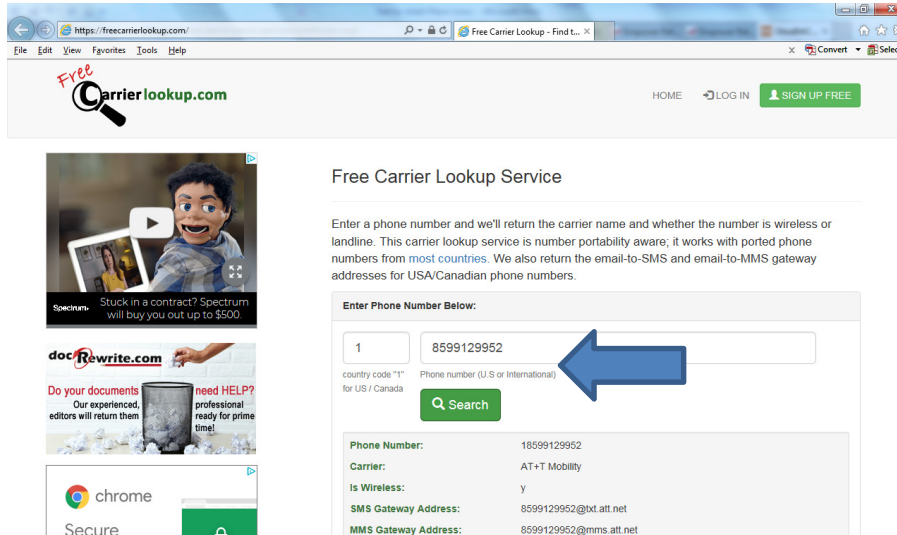 https://freecarrierlookup.com/
Free Carrier Lookup - Find t...
File Edit View Favorites Tools Help
Convert
Selec
Free
Carrierlookup.com
HOME
LOG IN
SIGN UP FREE
Free Carrier Lookup Service
Enter a phone number and we'll return the carrier name and whether the number is wireless or
landline. This carrier lookup service is number portability aware; it works with ported phone
numbers from most countries. We also return the email-to-SMS and email-to-MMS gateway
addresses for USA/Canadian phone numbers.
Spectrum
Stuck in a contract? Spectrum
will buy you out up to $500.
Enter Phone Number Below:
1
8599129952
country code "1"
for US / Canada
Phone number (U.S or International)
Search
docRewrite.com
Do your documents need HELP?
Our experienced, professional
editors will return them ready for prime
time!
Phone Number: 18599129952
Carrier: AT+T Mobility
Is Wireless: y
SMS Gateway Address: 8599129952@txt.att.net
MMS Gateway Address: 8599129952@mms.att.net
chrome
Secure